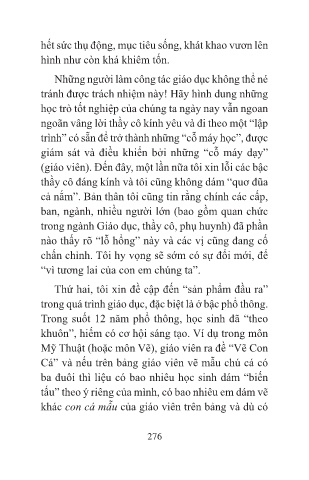 hết sức thụ động, mục tiêu sống, khát khao vươn lên
hình như còn khá khiêm tốn.
Những người làm công tác giáo dục không thể né
tránh được trách nhiệm này! Hãy hình dung những
học trò tốt nghiệp của chúng ta ngày nay vẫn ngoan
ngoãn vâng lời thầy cô kính yêu và đi theo một “lập
trình” có sẵn để trở thành những “cỗ máy học”, được
giám sát và điều khiển bởi những “cỗ máy dạy”
(giáo viên). Đến đây, một lần nữa tôi xin lỗi các bậc
thầy cô đáng kính và tôi cũng không dám “quơ đũa
cả nắm”. Bản thân tôi cũng tin rằng chính các cấp,
ban, ngành, nhiều người lớn (bao gồm quan chức
trong ngành Giáo dục, thầy cô, phụ huynh) đã phần
nào thấy rõ “lỗ hổng” này và các vị cũng đang cố
chấn chỉnh. Tôi hy vọng sẽ sớm có sự đổi mới, để
“vì tương lai của con em chúng ta”.
Thứ hai, tôi xin đề cập đến “sản phẩm đầu ra”
trong quá trình giáo dục, đặc biệt là ở bậc phổ thông.
Trong suốt 12 năm phổ thông, học sinh đã “theo
khuôn”, hiếm có cơ hội sáng tạo. Ví dụ trong môn
Mỹ Thuật (hoặc môn Vẽ), giáo viên ra đề “Vẽ Con
Cá” và nếu trên bảng giáo viên vẽ mẫu chú cá có
ba đuôi thì liệu có bao nhiêu học sinh dám “biến
tấu” theo ý riêng của mình, có bao nhiêu em dám vẽ
khác con cá mẫu của giáo viên trên bảng và dù có
276